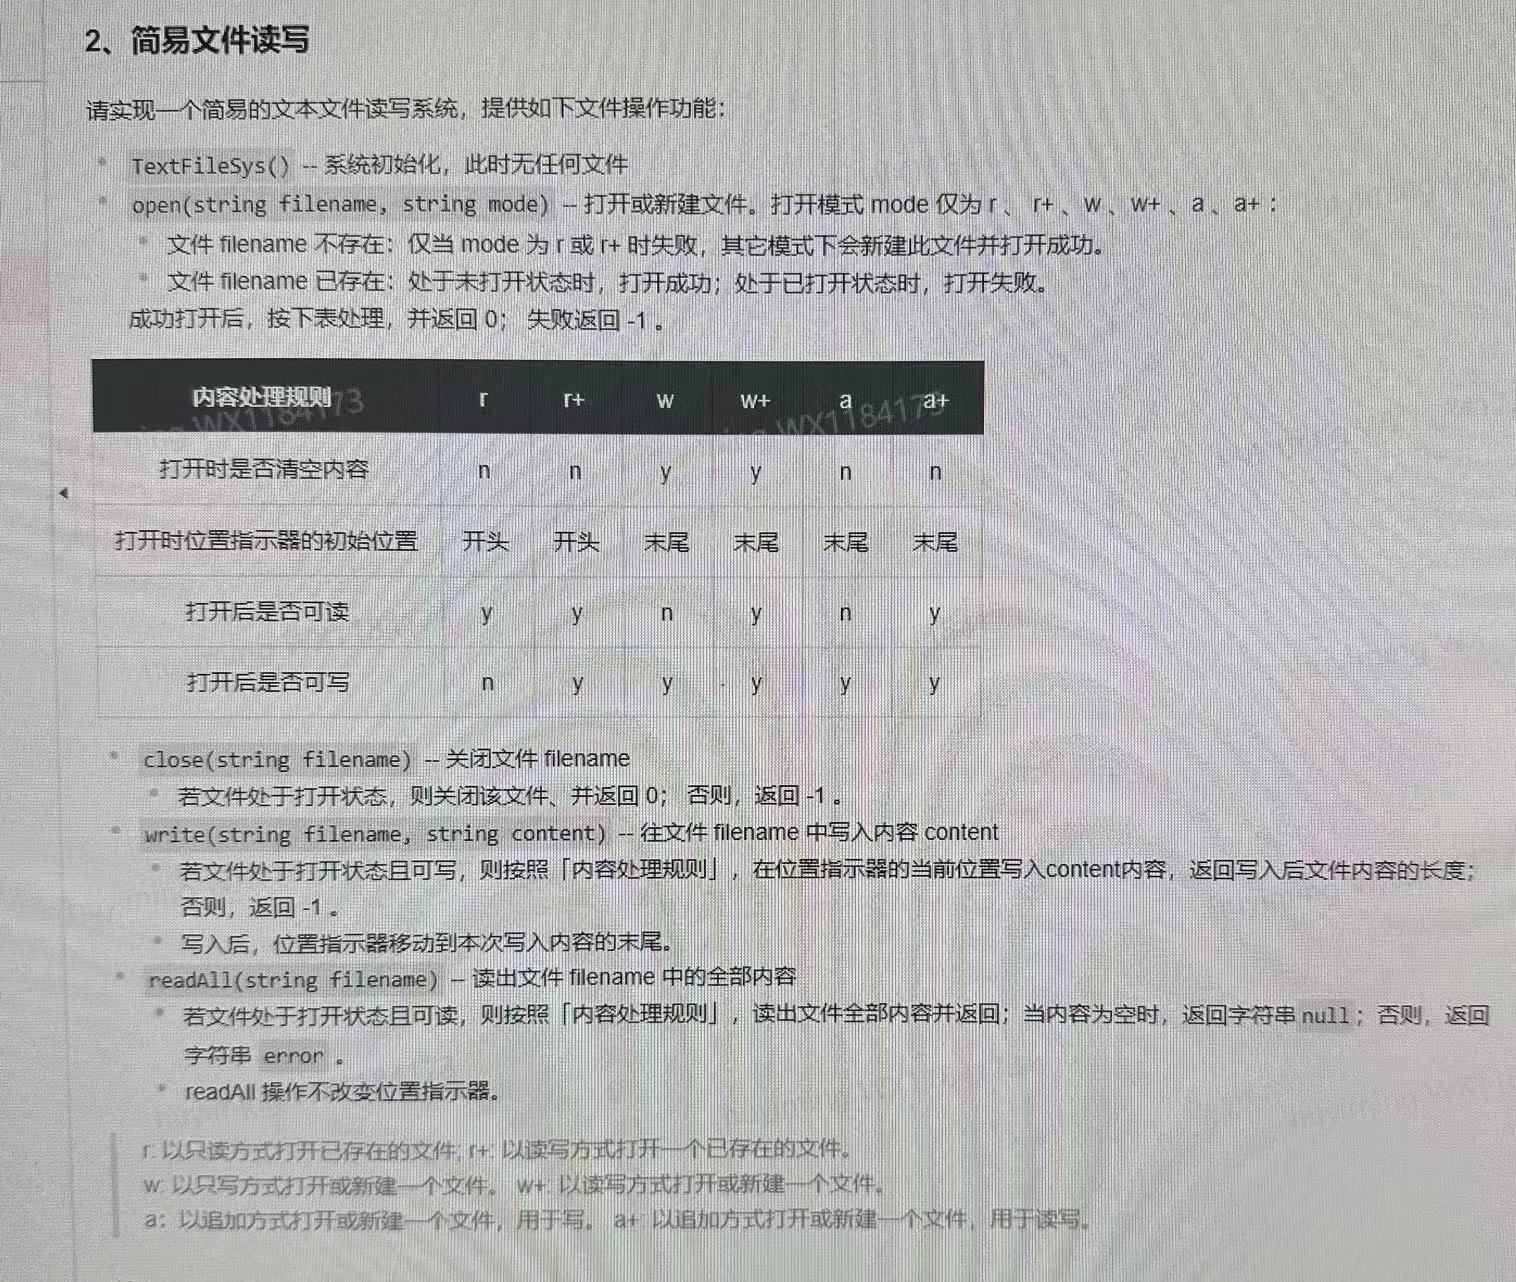 2、简易文件读写
请实现一个简易的文本文件读写系统，提供如下文件操作功能：
TextFileSys() -- 系统初始化，此时无任何文件
open(string filename, string mode) -- 打开或新建文件。打开模式 mode 仅为 r 、 r+ 、w 、w+ 、a 、a+：
文件 filename 不存在：仅当 mode 为 r 或 r+ 时失败，其它模式下会新建此文件并打开成功。
文件 filename 已存在：处于未打开状态时，打开成功；处于已打开状态时，打开失败。
成功打开后，按下表处理，并返回 0； 失败返回 -1 。
内容处理规则 r r+ w w+ a a+
WX1184173 WX1184173
打开时是否清空内容 n n y y n n
打开时位置指示器的初始位置 开头 开头 末尾 末尾 末尾 末尾
打开后是否可读 y y n y n y
打开后是否可写 n y y y y y
close(string filename) -- 关闭文件 filename
若文件处于打开状态，则关闭该文件、并返回 0； 否则，返回 -1 。
write(string filename, string content) -- 往文件 filename 中写入内容 content
若文件处于打开状态且可写，则按照「内容处理规则」，在位置指示器的当前位置写入content内容，返回写入后文件内容的长度；
否则，返回 -1 。
写入后，位置指示器移动到本次写入内容的末尾。
readAll(string filename) -- 读出文件 filename 中的全部内容
若文件处于打开状态且可读，则按照「内容处理规则」，读出文件全部内容并返回；当内容为空时，返回字符串 null；否则，返回
字符串 error 。
readAll 操作不改变位置指示器。
r: 以只读方式打开已存在的文件; r+: 以读写方式打开一个已存在的文件。
w: 以只写方式打开或新建一个文件。 w+: 以读写方式打开或新建一个文件。
a：以追加方式打开或新建一个文件，用于写。 a+: 以追加方式打开或新建一个文件，用于读写。